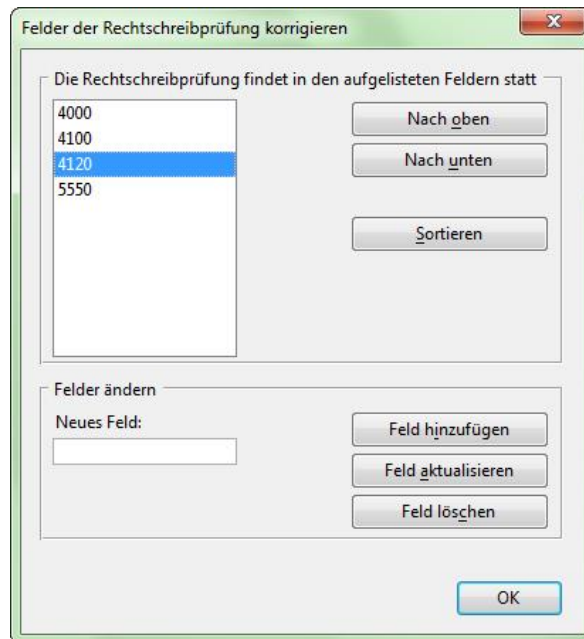 Felder der Rechtschreibprüfung korrigieren
Die Rechtschreibprüfung findet in den aufgelisteten Feldern statt
4000
4100
4120
5550
Nach oben
Nach unten
Sortieren
Felder ändern
Neues Feld:
Feld hinzufügen
Feld aktualisieren
Feld löschen
OK